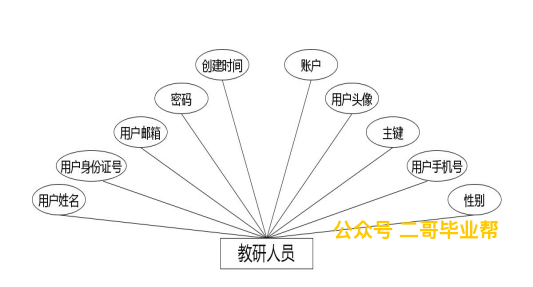 创建时间
账户
密码
用户头像
用户邮箱
主键
用户身份证号
用户手机号
用户姓名
性别
公众号 二哥毕业帮
教研人员